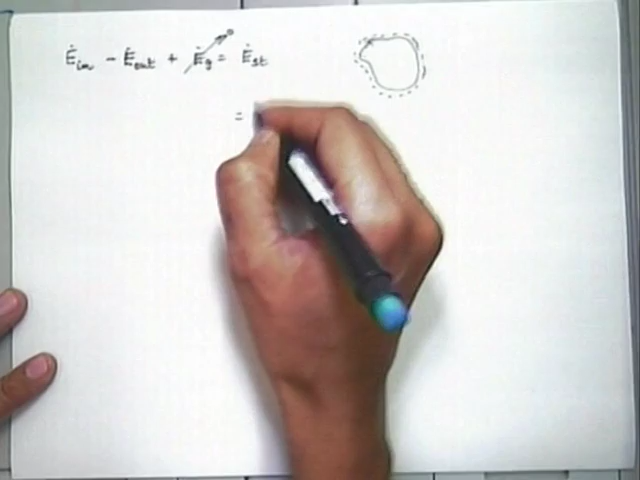 Ėin - Ėout + Ėg = Ėst
=